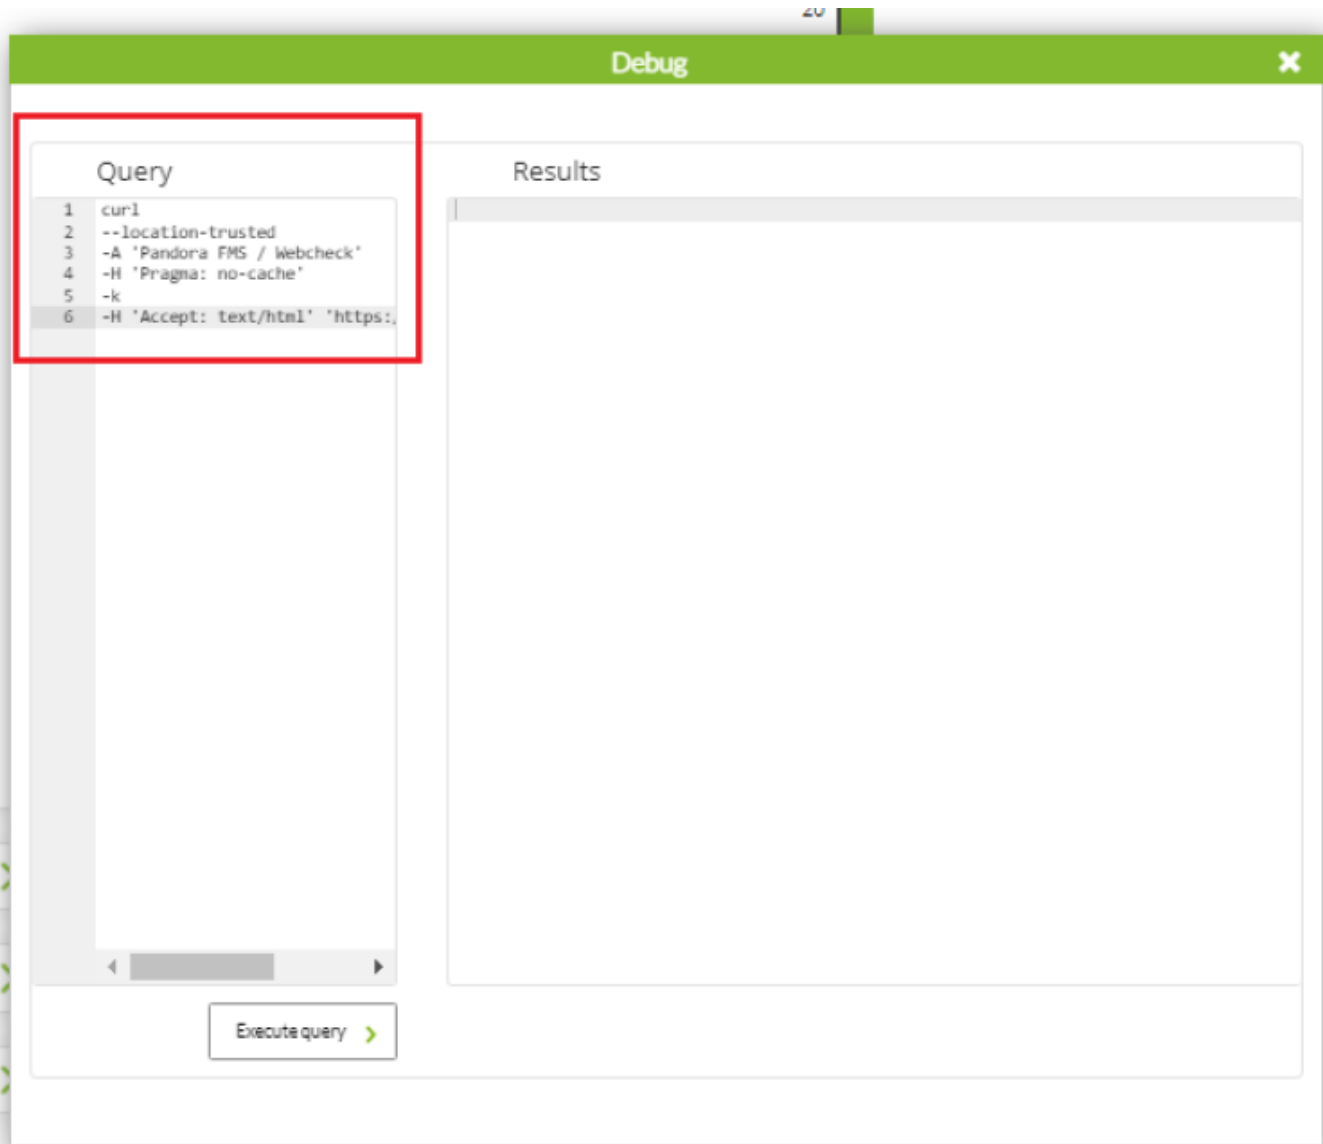 20
Debug
Query
Results
1 curl
2 --location-trusted
3 -A 'Pandora FMS / Webcheck'
4 -H 'Pragma: no-cache'
5 -k
6 -H 'Accept: text/html' 'https:/
Execute query